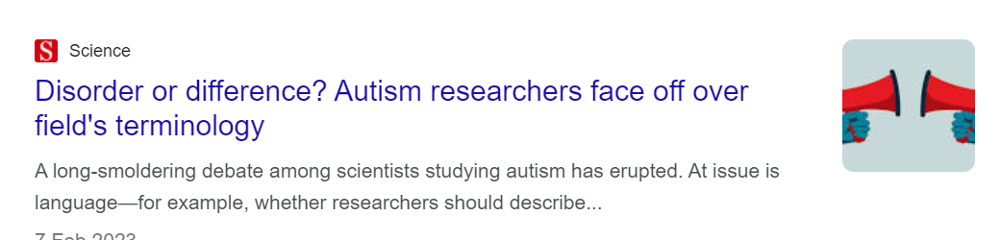 S Science
Disorder or difference? Autism researchers face off over
field's terminology
A long-smoldering debate among scientists studying autism has erupted. At issue is
language—for example, whether researchers should describe...
7 Feb 2023